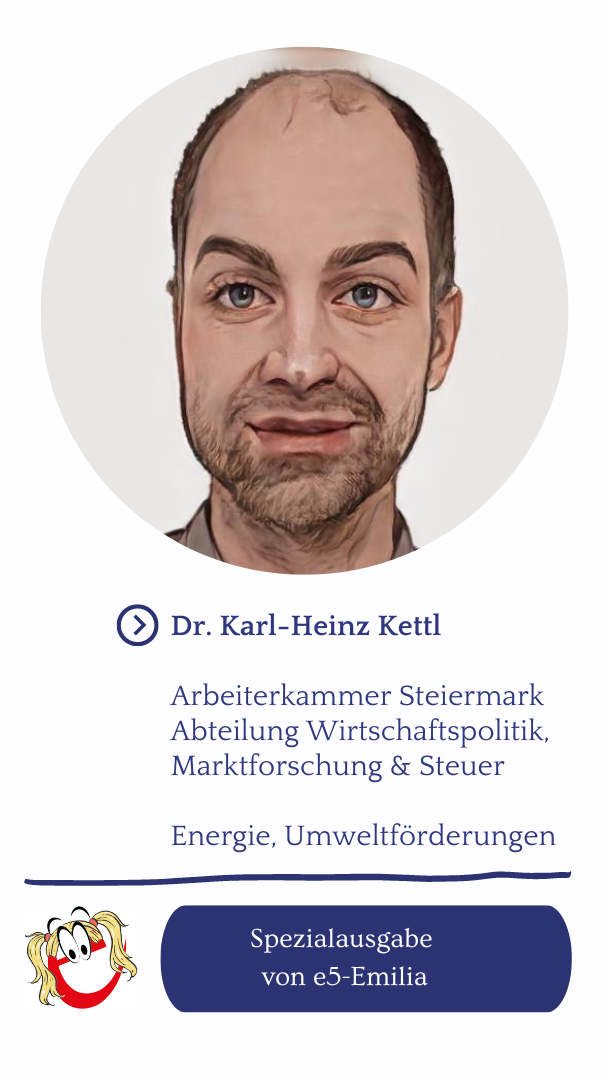 Dr. Karl-Heinz Kettl
Arbeiterkammer Steiermark
Abteilung Wirtschaftspolitik,
Marktforschung & Steuer
Energie, Umweltförderungen
Spezialausgabe
von e5-Emilia